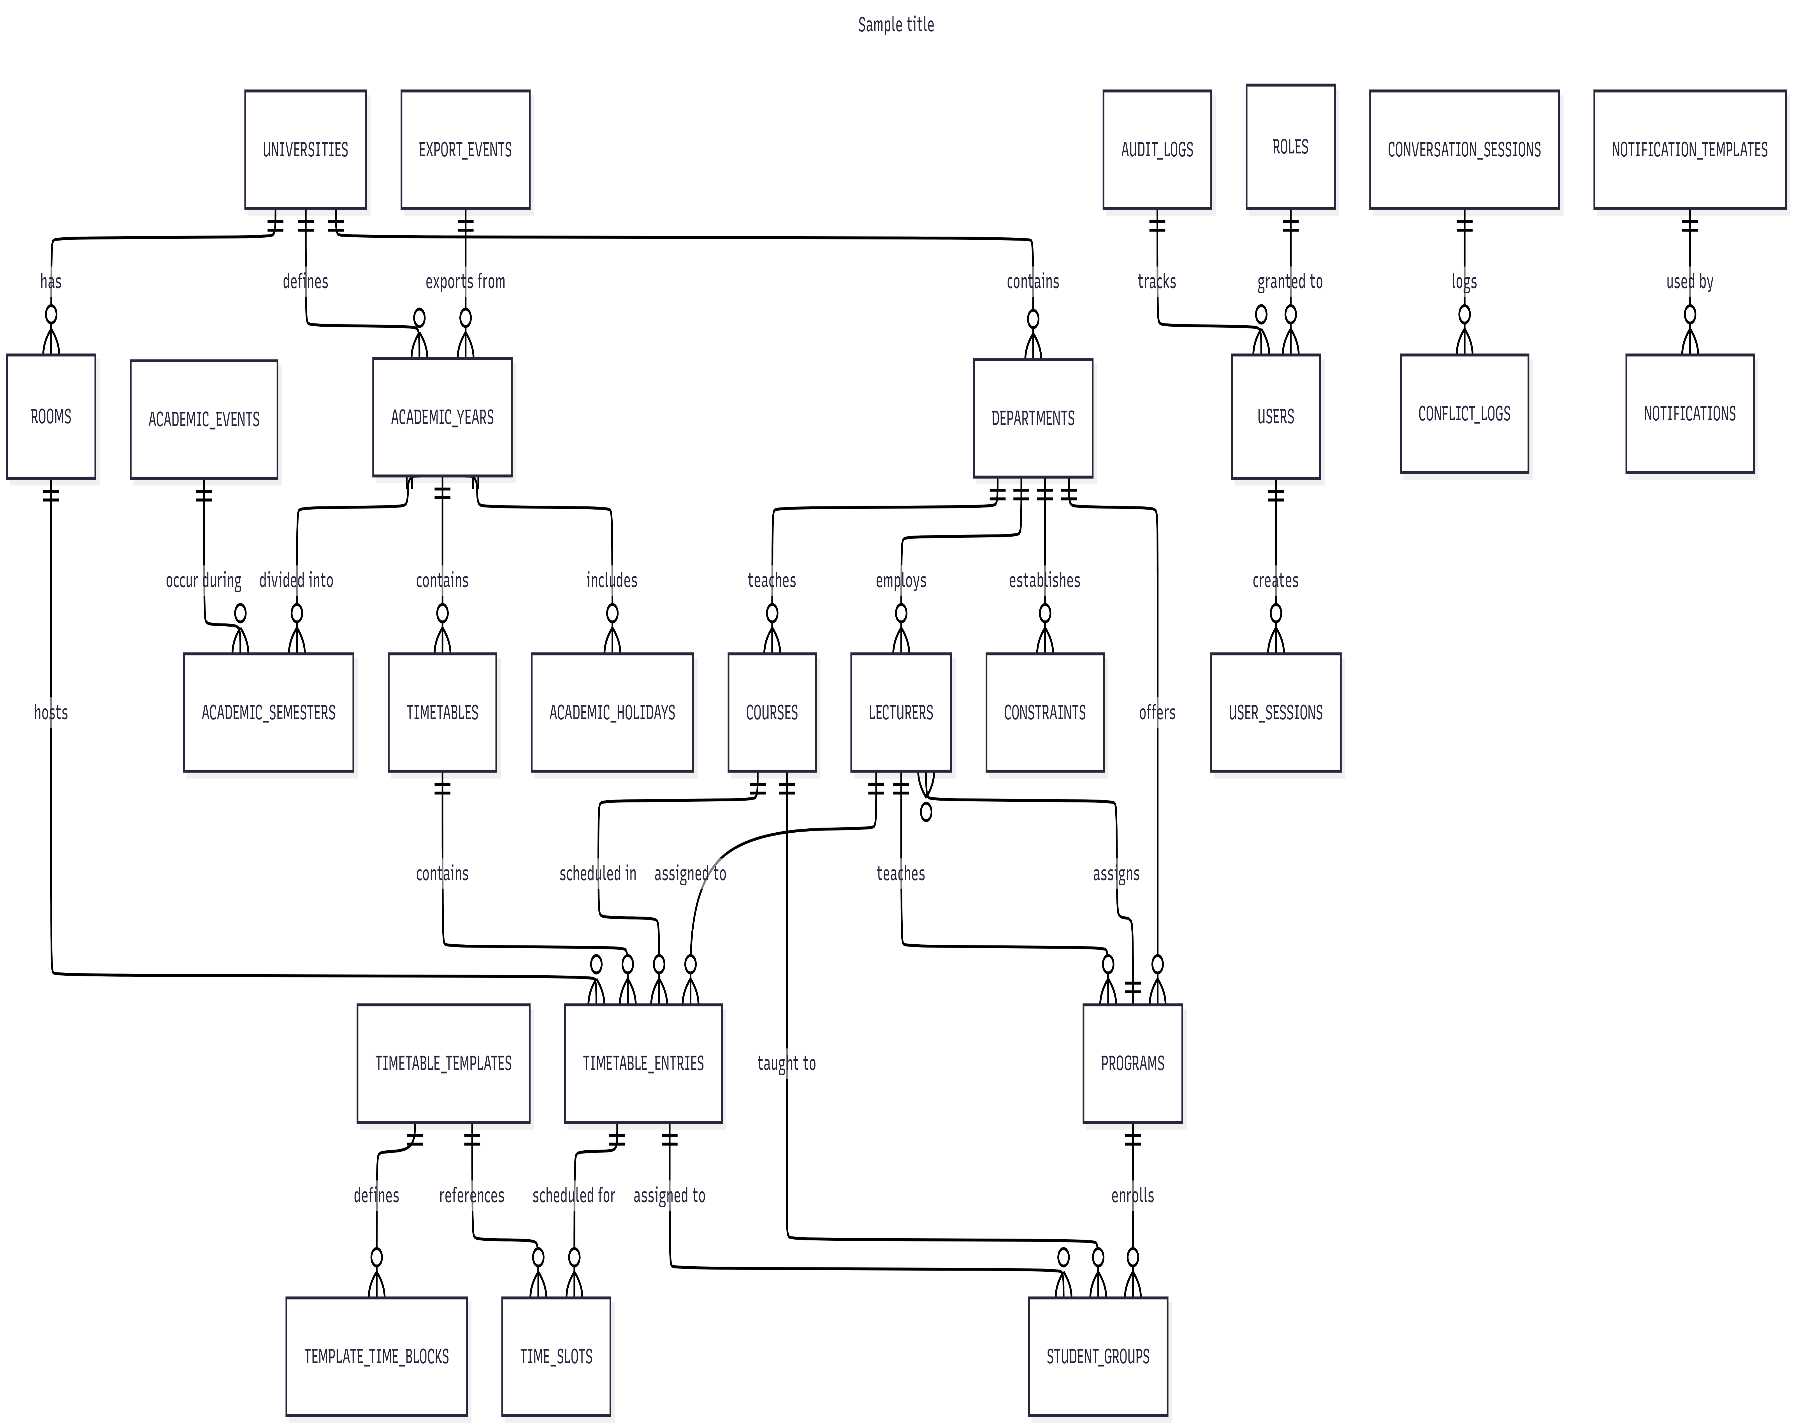 Sample title
UNIVERSITIES
EXPORT_EVENTS
AUDIT_LOGS
ROLES
CONVERSATION_SESSIONS
NOTIFICATION_TEMPLATES
has
defines
exports from
contains
tracks
granted to
logs
used by
ROOMS
ACADEMIC_EVENTS
ACADEMIC_YEARS
DEPARTMENTS
USERS
CONFLICT_LOGS
NOTIFICATIONS
occur during
divided into
contains
includes
teaches
employs
establishes
creates
hosts
ACADEMIC_SEMESTERS
TIMETABLES
ACADEMIC_HOLIDAYS
COURSES
LECTURERS
CONSTRAINTS
offers
USER_SESSIONS
contains
scheduled in
assigned to
teaches
assigns
TIMETABLE_TEMPLATES
TIMETABLE_ENTRIES
taught to
PROGRAMS
defines
references
scheduled for
assigned to
enrolls
TEMPLATE_TIME_BLOCKS
TIME_SLOTS
STUDENT_GROUPS